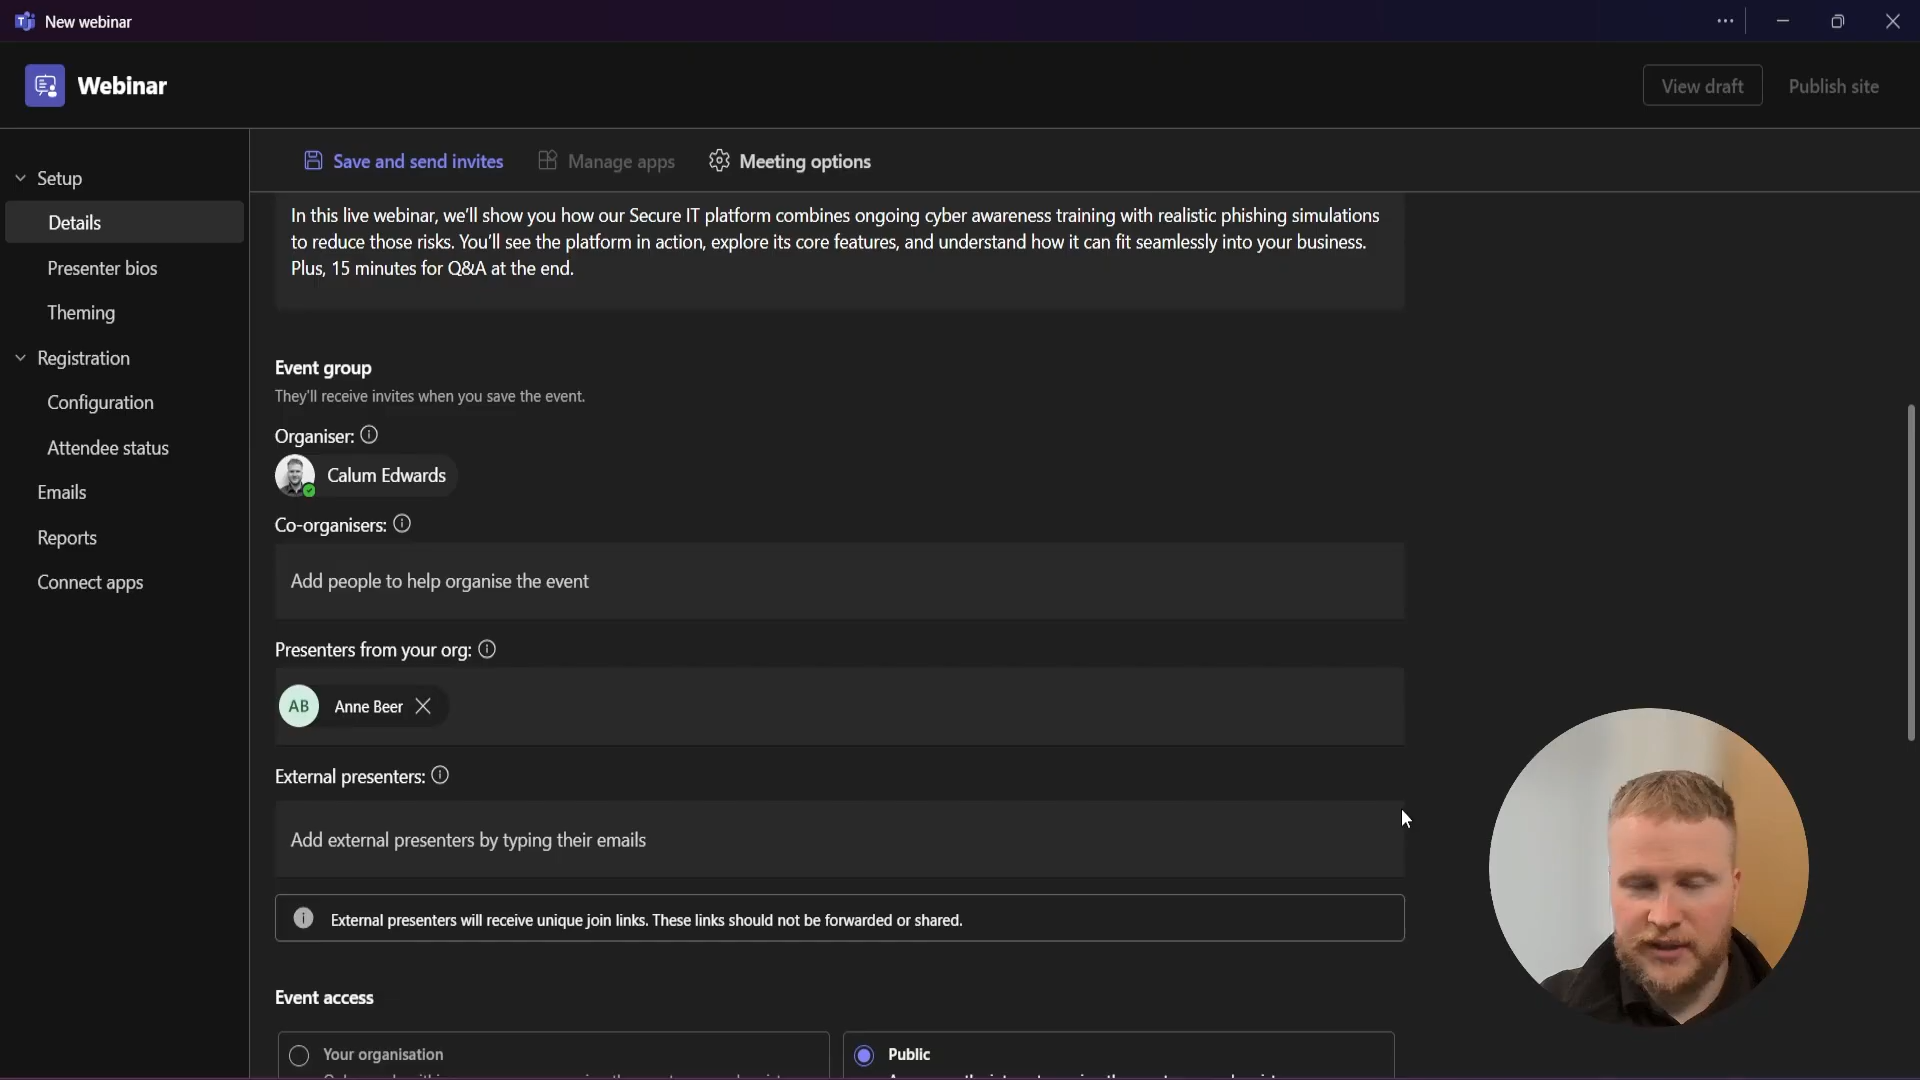 New webinar
Webinar
View draft
Publish site
Save and send invites
Manage apps
Meeting options
Setup
Details
Presenter bios
Theming
Registration
Configuration
Attendee status
Emails
Reports
Connect apps
In this live webinar, we'll show you how our Secure IT platform combines ongoing cyber awareness training with realistic phishing simulations
to reduce those risks. You'll see the platform in action, explore its core features, and understand how it can fit seamlessly into your business.
Plus, 15 minutes for Q&A at the end.
Event group
They'll receive invites when you save the event.
Organiser:
Calum Edwards
Co-organisers:
Add people to help organise the event
Presenters from your org:
AB
Anne Beer
External presenters:
Add external presenters by typing their emails
External presenters will receive unique join links. These links should not be forwarded or shared.
Event access
Your organisation
Public